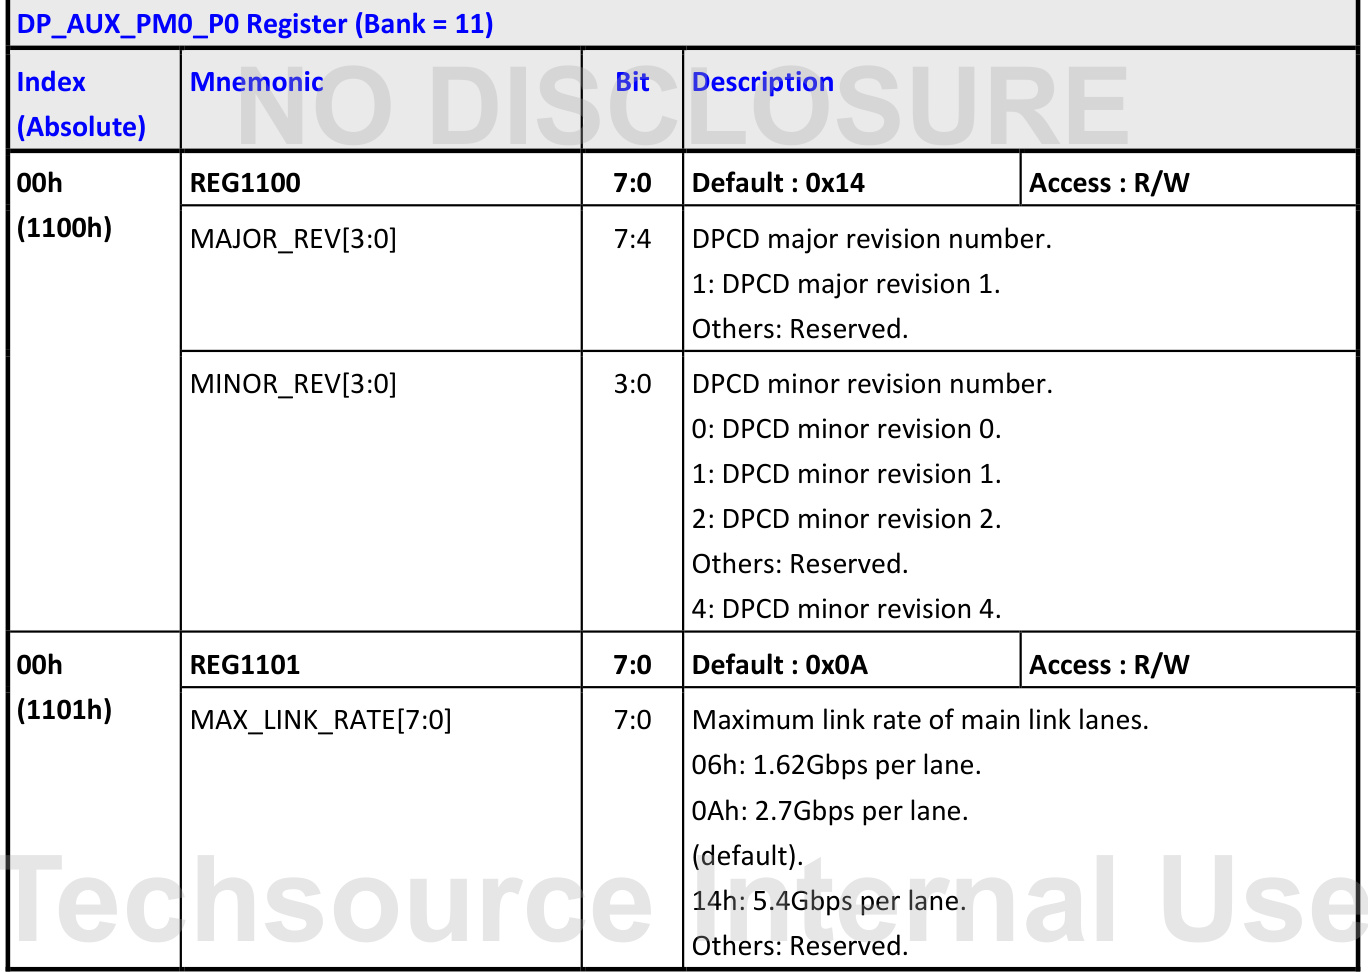 DP_AUX_PM0_P0 Register (Bank = 11)
Index (Absolute) Mnemonic Bit Description
NO DISCLOSURE
00h (1100h) REG1100 7:0 Default : 0x14 Access : R/W
MAJOR_REV[3:0] 7:4 DPCD major revision number.
1: DPCD major revision 1.
Others: Reserved.
MINOR_REV[3:0] 3:0 DPCD minor revision number.
0: DPCD minor revision 0.
1: DPCD minor revision 1.
2: DPCD minor revision 2.
Others: Reserved.
4: DPCD minor revision 4.
00h (1101h) REG1101 7:0 Default : 0x0A Access : R/W
MAX_LINK_RATE[7:0] 7:0 Maximum link rate of main link lanes.
06h: 1.62Gbps per lane.
0Ah: 2.7Gbps per lane.
(default).
14h: 5.4Gbps per lane.
Others: Reserved.
Techsource Internal Use